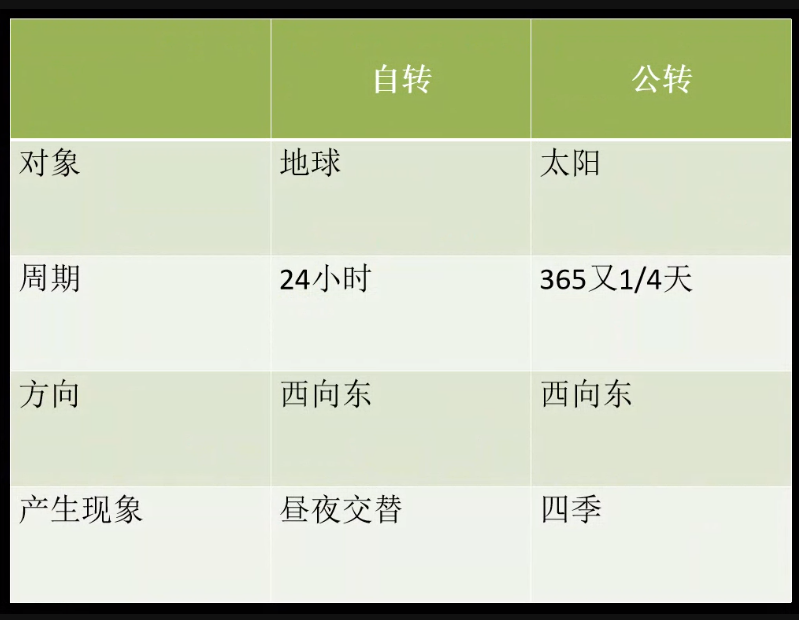 自转 公转
对象 地球 太阳
周期 24小时 365又1/4天
方向 西向东 西向东
产生现象 昼夜交替 四季